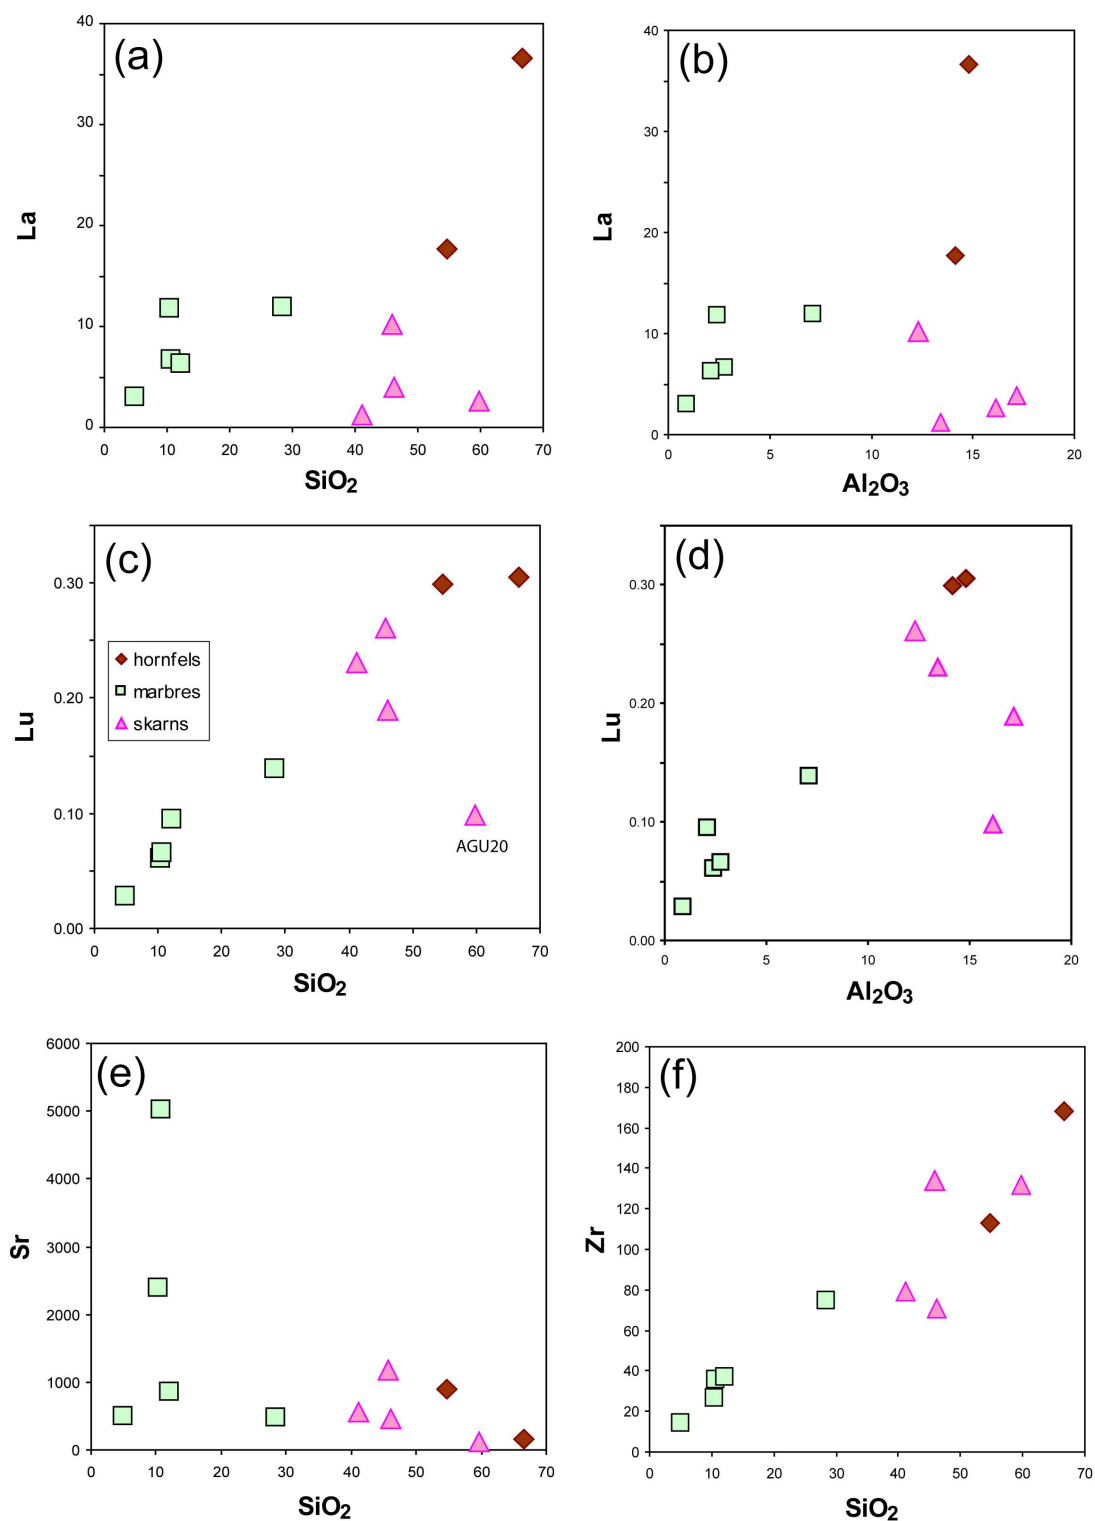 (a)
40
30
20
10
0
La
0 10 20 30 40 50 60 70
SiO2
(b)
40
30
20
10
0
La
0 5 10 15 20
Al2O3
(c)
0.30
0.20
0.10
0.00
Lu
hornfels
marbres
skarns
AGU20
0 10 20 30 40 50 60 70
SiO2
(d)
0.30
0.20
0.10
0.00
Lu
0 5 10 15 20
Al2O3
(e)
6000
5000
4000
3000
2000
1000
0
Sr
0 10 20 30 40 50 60 70
SiO2
(f)
200
180
160
140
120
100
80
60
40
20
0
Zr
0 10 20 30 40 50 60 70
SiO2